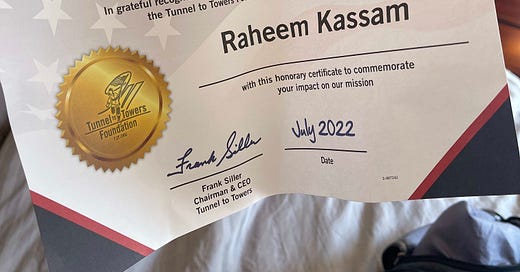 In grateful recog
the Tunnel to Towers F
Raheem Kassam
with this honorary certificate to commemorate
your impact on our mission
Tunnel to Towers
Foundation
Frank Siller
July 2022
Frank Siller
Chairman & CEO
Tunnel to Towers
Date